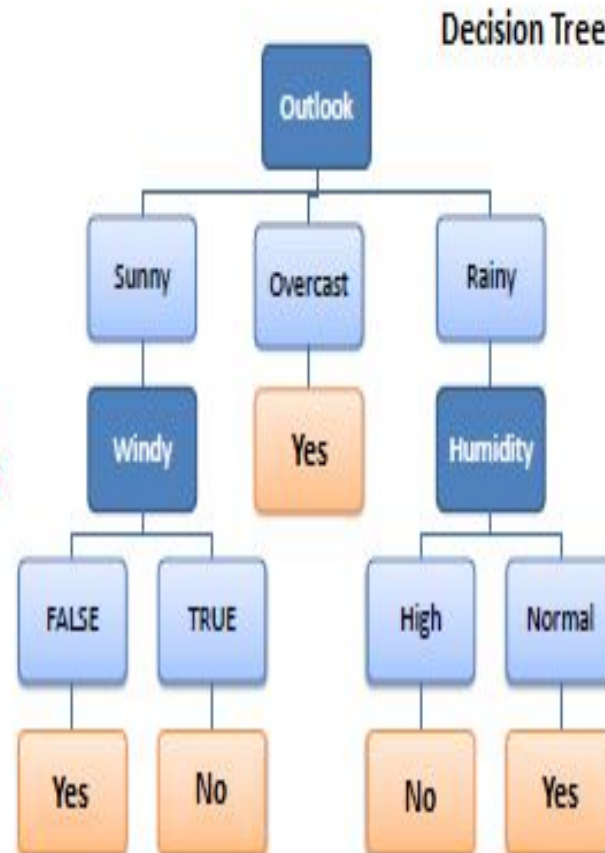 Decision Tree
Outlook
Sunny Overcast Rainy
Windy Yes Humidity
FALSE TRUE High Normal
Yes No No Yes